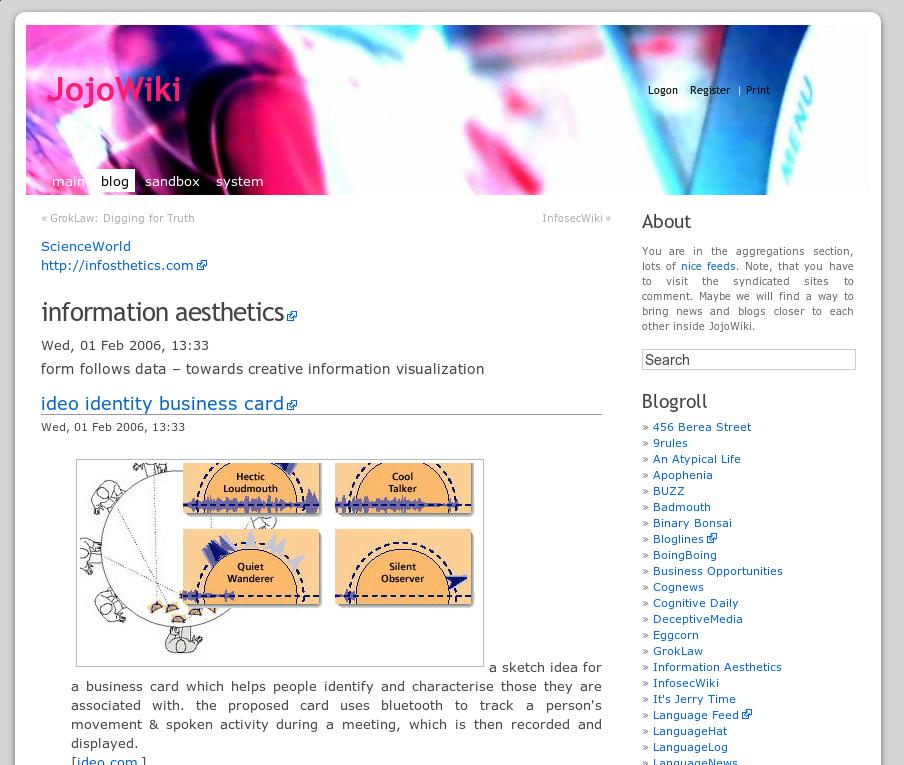 JojoWiki
Logon Register | Print
MENU
main blog sandbox system
« GrokLaw: Digging for Truth
InfosecWiki »
ScienceWorld
http://infosthetics.com
information aesthetics
Wed, 01 Feb 2006, 13:33
form follows data – towards creative information visualization
ideo identity business card
Wed, 01 Feb 2006, 13:33
Hectic
Loudmouth
Cool
Talker
Quiet
Wanderer
Silent
Observer
a sketch idea for
a business card which helps people identify and characterise those they are
associated with. the proposed card uses bluetooth to track a person's
movement & spoken activity during a meeting, which is then recorded and
displayed.
[ideo.com ]
About
You are in the aggregations section,
lots of nice feeds. Note, that you have
to visit the syndicated sites to
comment. Maybe we will find a way to
bring news and blogs closer to each
other inside JojoWiki.
Search
Blogroll
» 456 Berea Street
» 9rules
» An Atypical Life
» Apophenia
» BUZZ
» Badmouth
» Binary Bonsai
» Bloglines
» BoingBoing
» Business Opportunities
» Cognews
» Cognitive Daily
» DeceptiveMedia
» Eggcorn
» GrokLaw
» Information Aesthetics
» InfosecWiki
» It's Jerry Time
» Language Feed
» LanguageHat
» LanguageLog
» LanguageNews